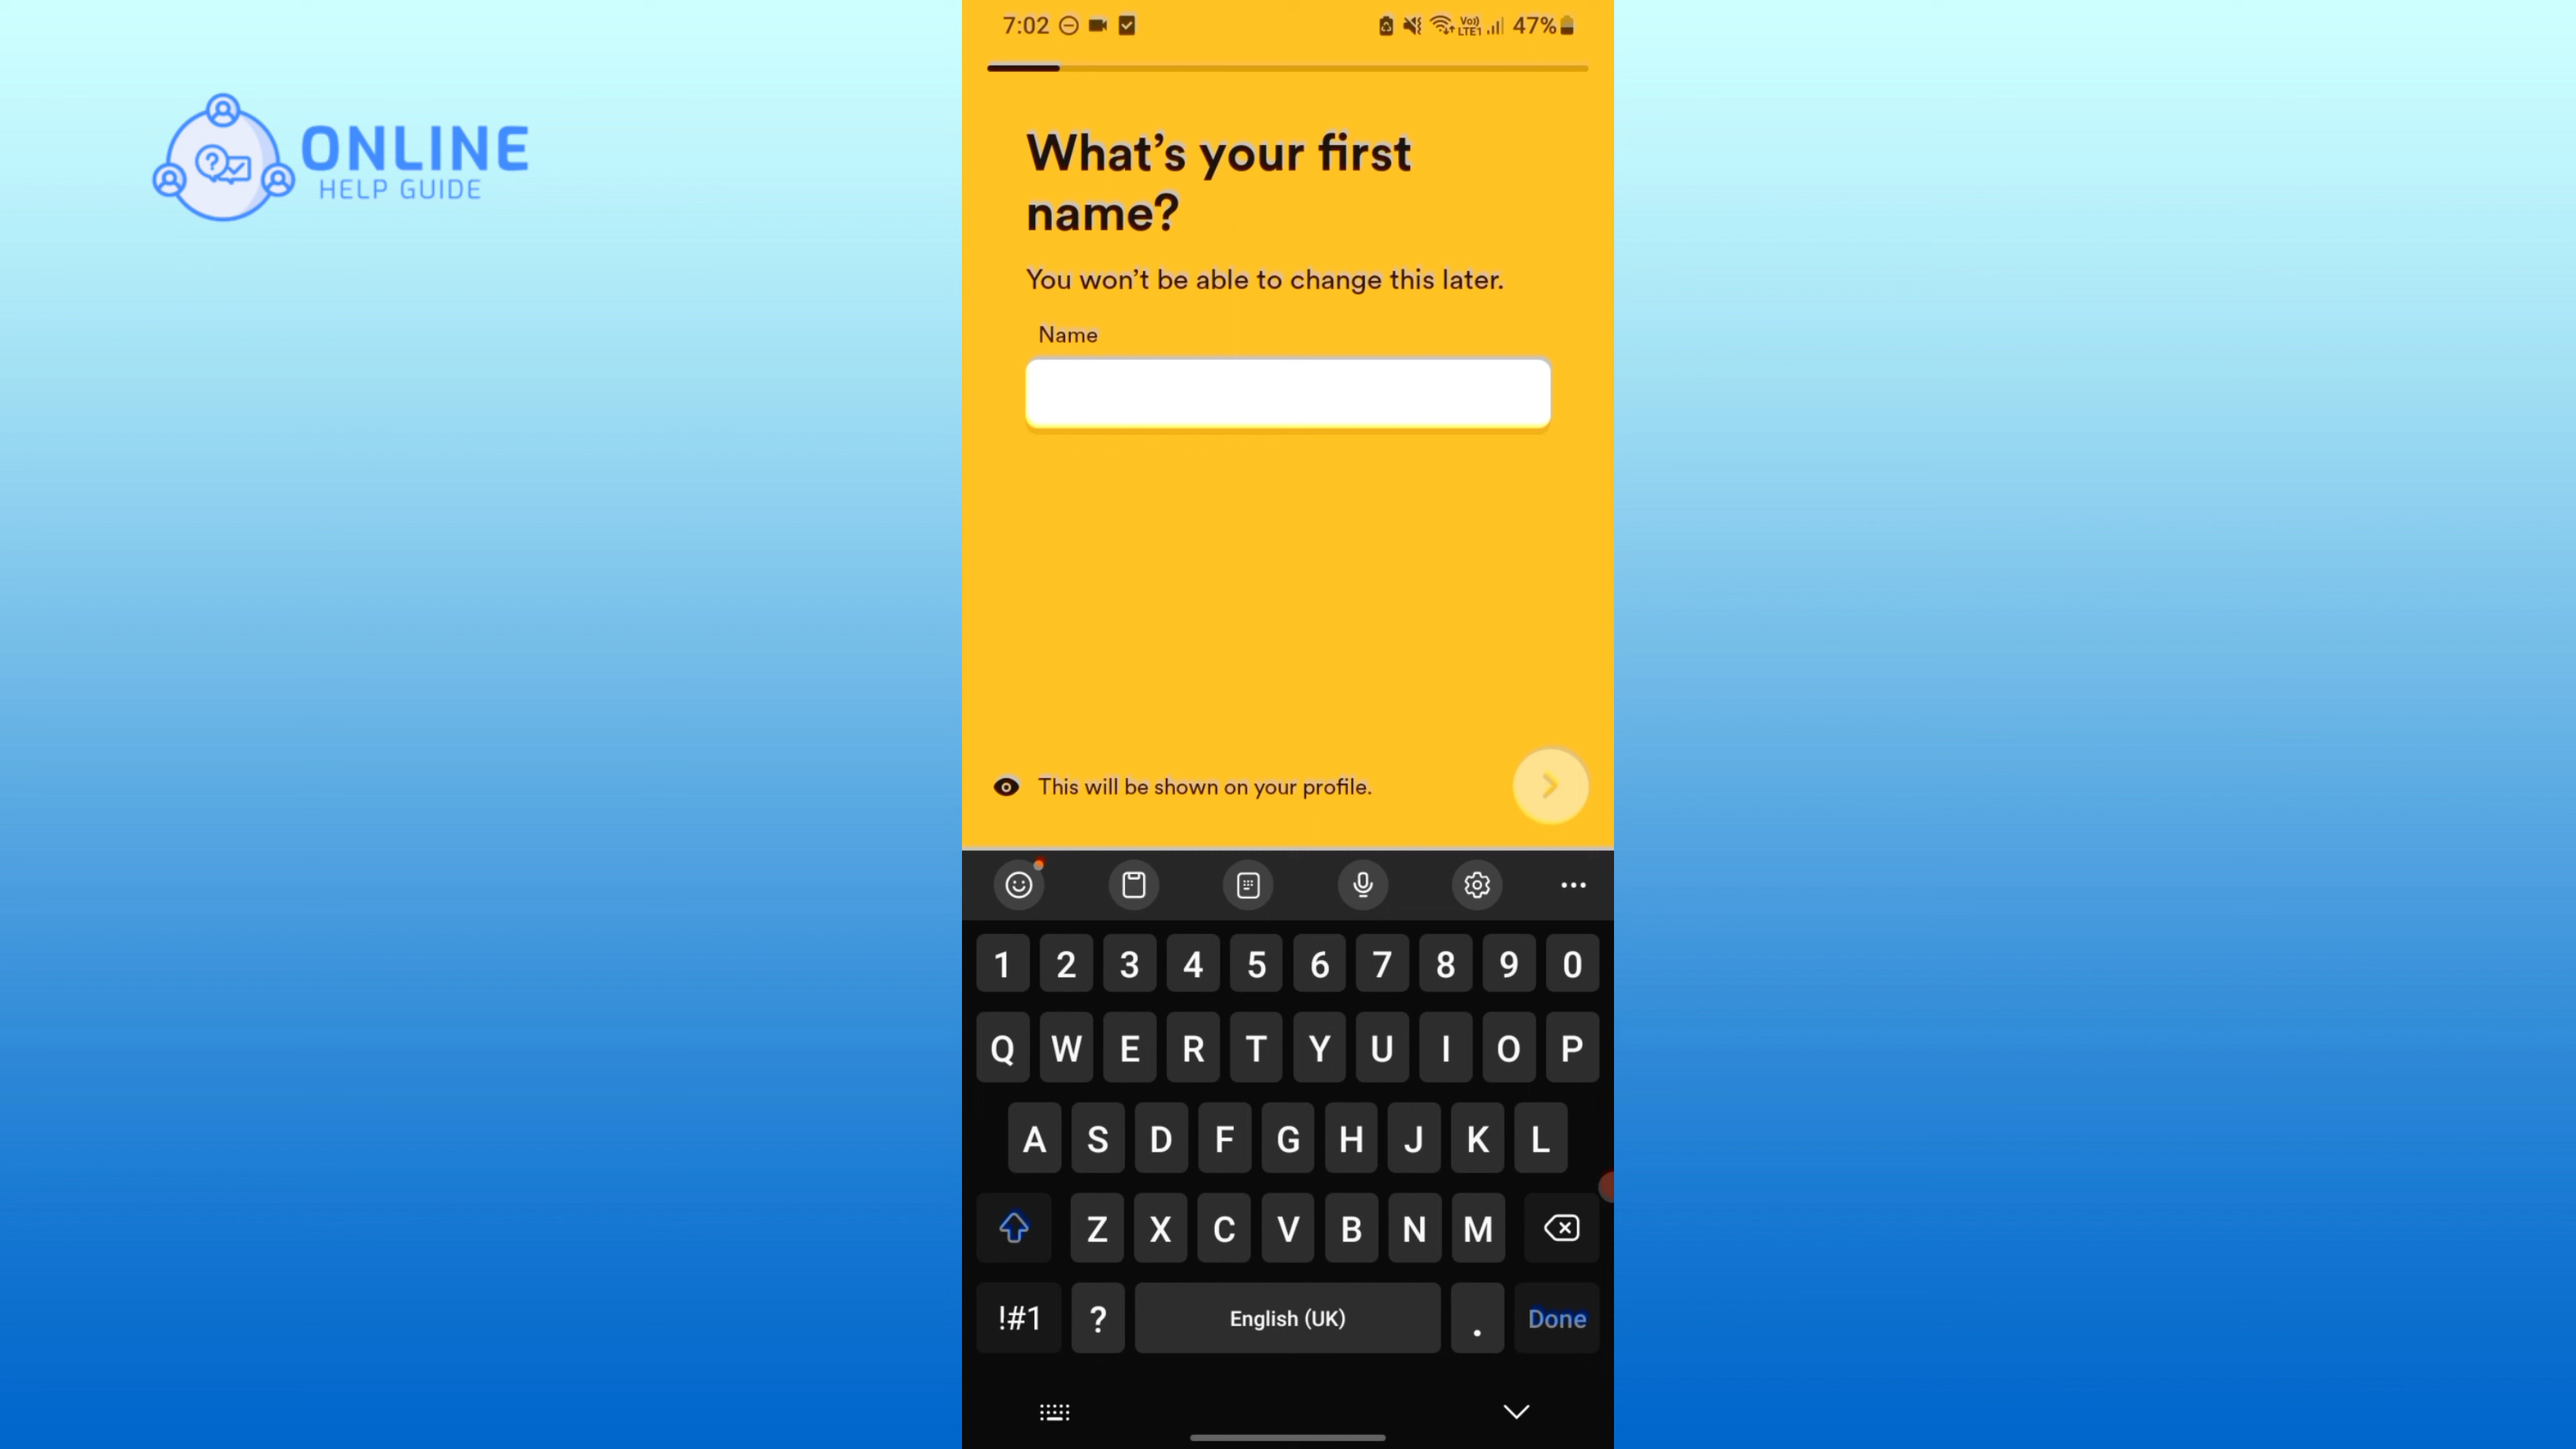 ONLINE
HELP GUIDE
7:02
Vo)) LTE1 47%
What’s your first
name?
You won’t be able to change this later.
Name
This will be shown on your profile.
1 2 3 4 5 6 7 8 9 0
Q W E R T Y U I O P
A S D F G H J K L
Z X C V B N M
!#1 ? English (UK) . Done